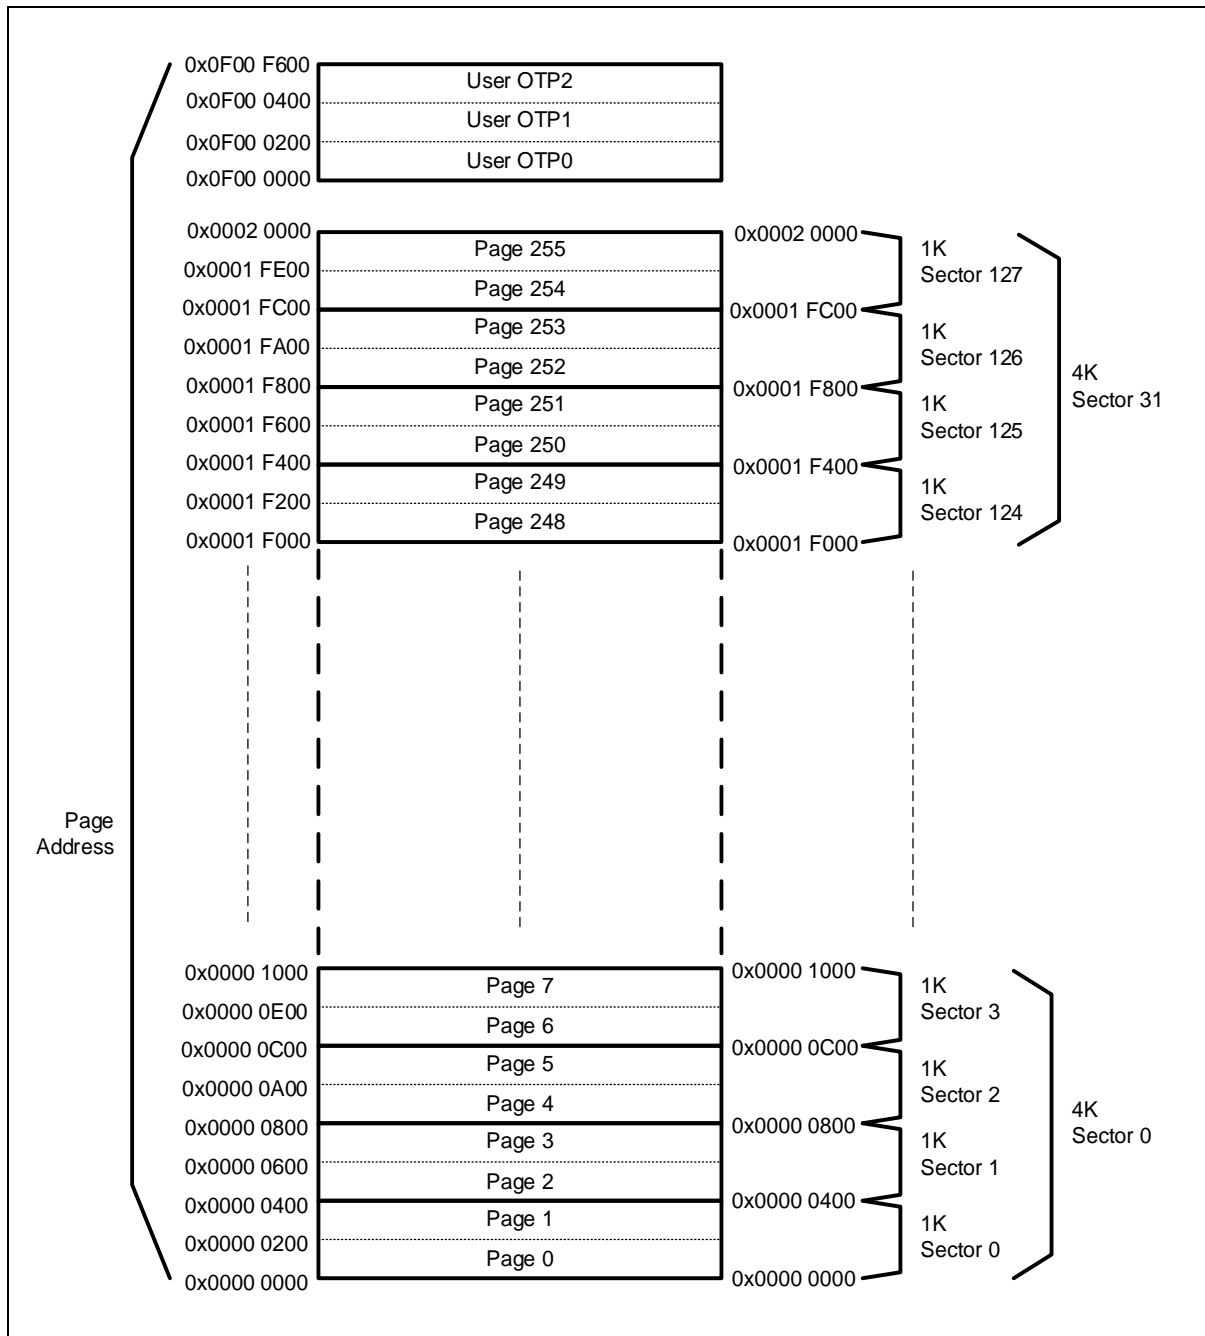 0x0F00 F600
User OTP2
0x0F00 0400
User OTP1
0x0F00 0200
User OTP0
0x0F00 0000
0x0002 0000
0x0002 0000
Page 255
1K
Sector 127
0x0001 FE00
Page 254
0x0001 FC00
0x0001 FC00
Page 253
1K
Sector 126
0x0001 FA00
Page 252
0x0001 F800
0x0001 F800
4K
Sector 31
Page 251
1K
Sector 125
0x0001 F600
Page 250
0x0001 F400
0x0001 F400
Page 249
1K
Sector 124
0x0001 F200
Page 248
0x0001 F000
0x0001 F000
Page
Address
0x0000 1000
0x0000 1000
Page 7
1K
Sector 3
0x0000 0E00
Page 6
0x0000 0C00
0x0000 0C00
Page 5
1K
Sector 2
0x0000 0A00
Page 4
0x0000 0800
0x0000 0800
4K
Sector 0
Page 3
1K
Sector 1
0x0000 0600
Page 2
0x0000 0400
0x0000 0400
Page 1
1K
Sector 0
0x0000 0200
Page 0
0x0000 0000
0x0000 0000